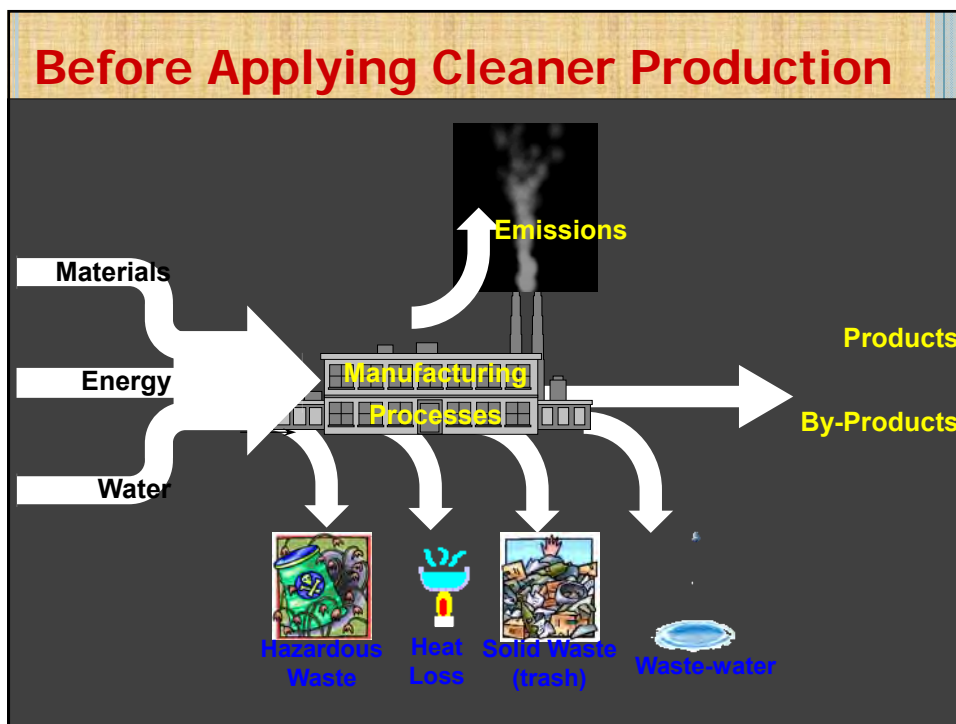 Before Applying Cleaner Production
Emissions
Materials
Products
Energy
Manufacturing
Processes
By-Products
Water
Hazardous
Waste
Heat
Loss
Solid Waste
(trash)
Waste-water